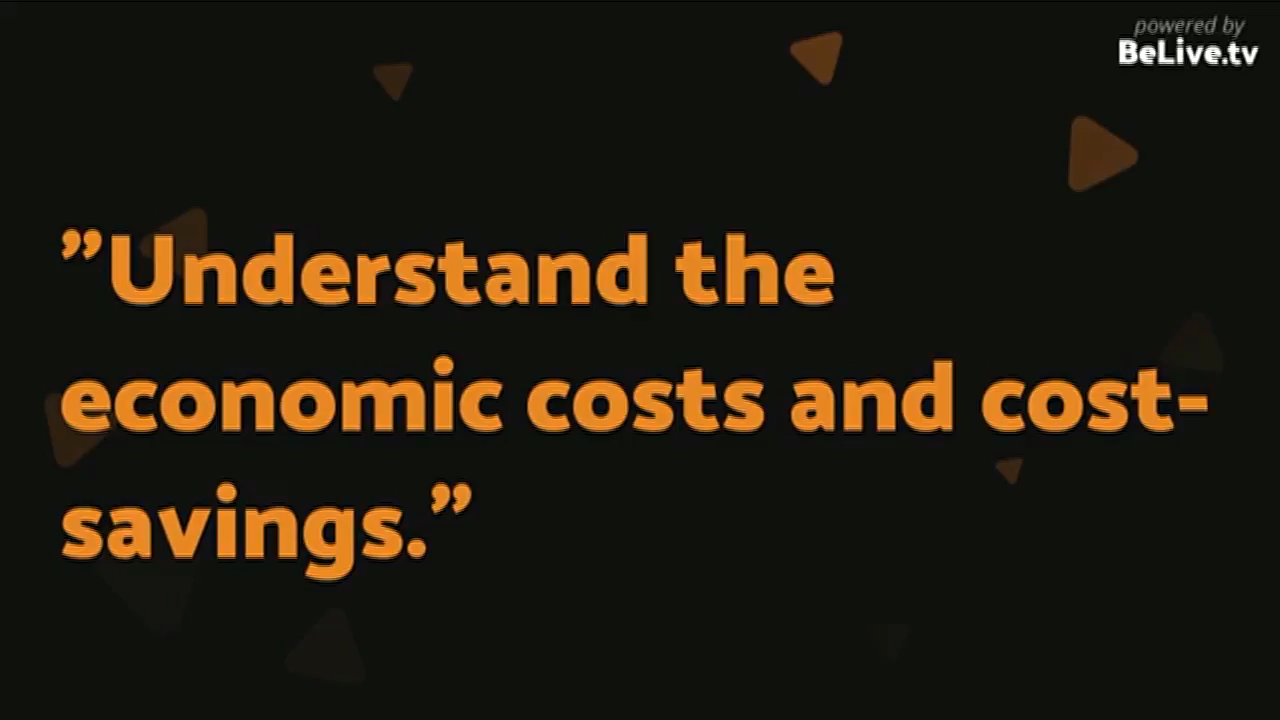 powered by
BeLive.tv
”Understand the
economic costs and cost-
savings.”